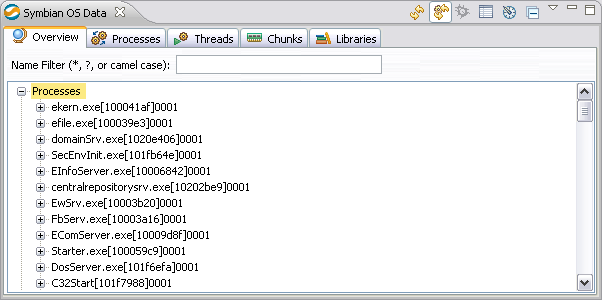 Symbian OS Data
Overview Processes Threads Chunks Libraries
Name Filter (*, ?, or camel case):
Processes
ekern.exe[100041af]0001
efile.exe[100039e3]0001
domainSrv.exe[1020e406]0001
SecEnvInit.exe[101fb64e]0001
EInfoServer.exe[10006842]0001
centralrepositorysrv.exe[10202be9]0001
EwSrv.exe[10003b20]0001
FbServ.exe[10003a16]0001
EComServer.exe[10009d8f]0001
Starter.exe[100059c9]0001
DosServer.exe[101f6efa]0001
C32Start[101f7988]0001